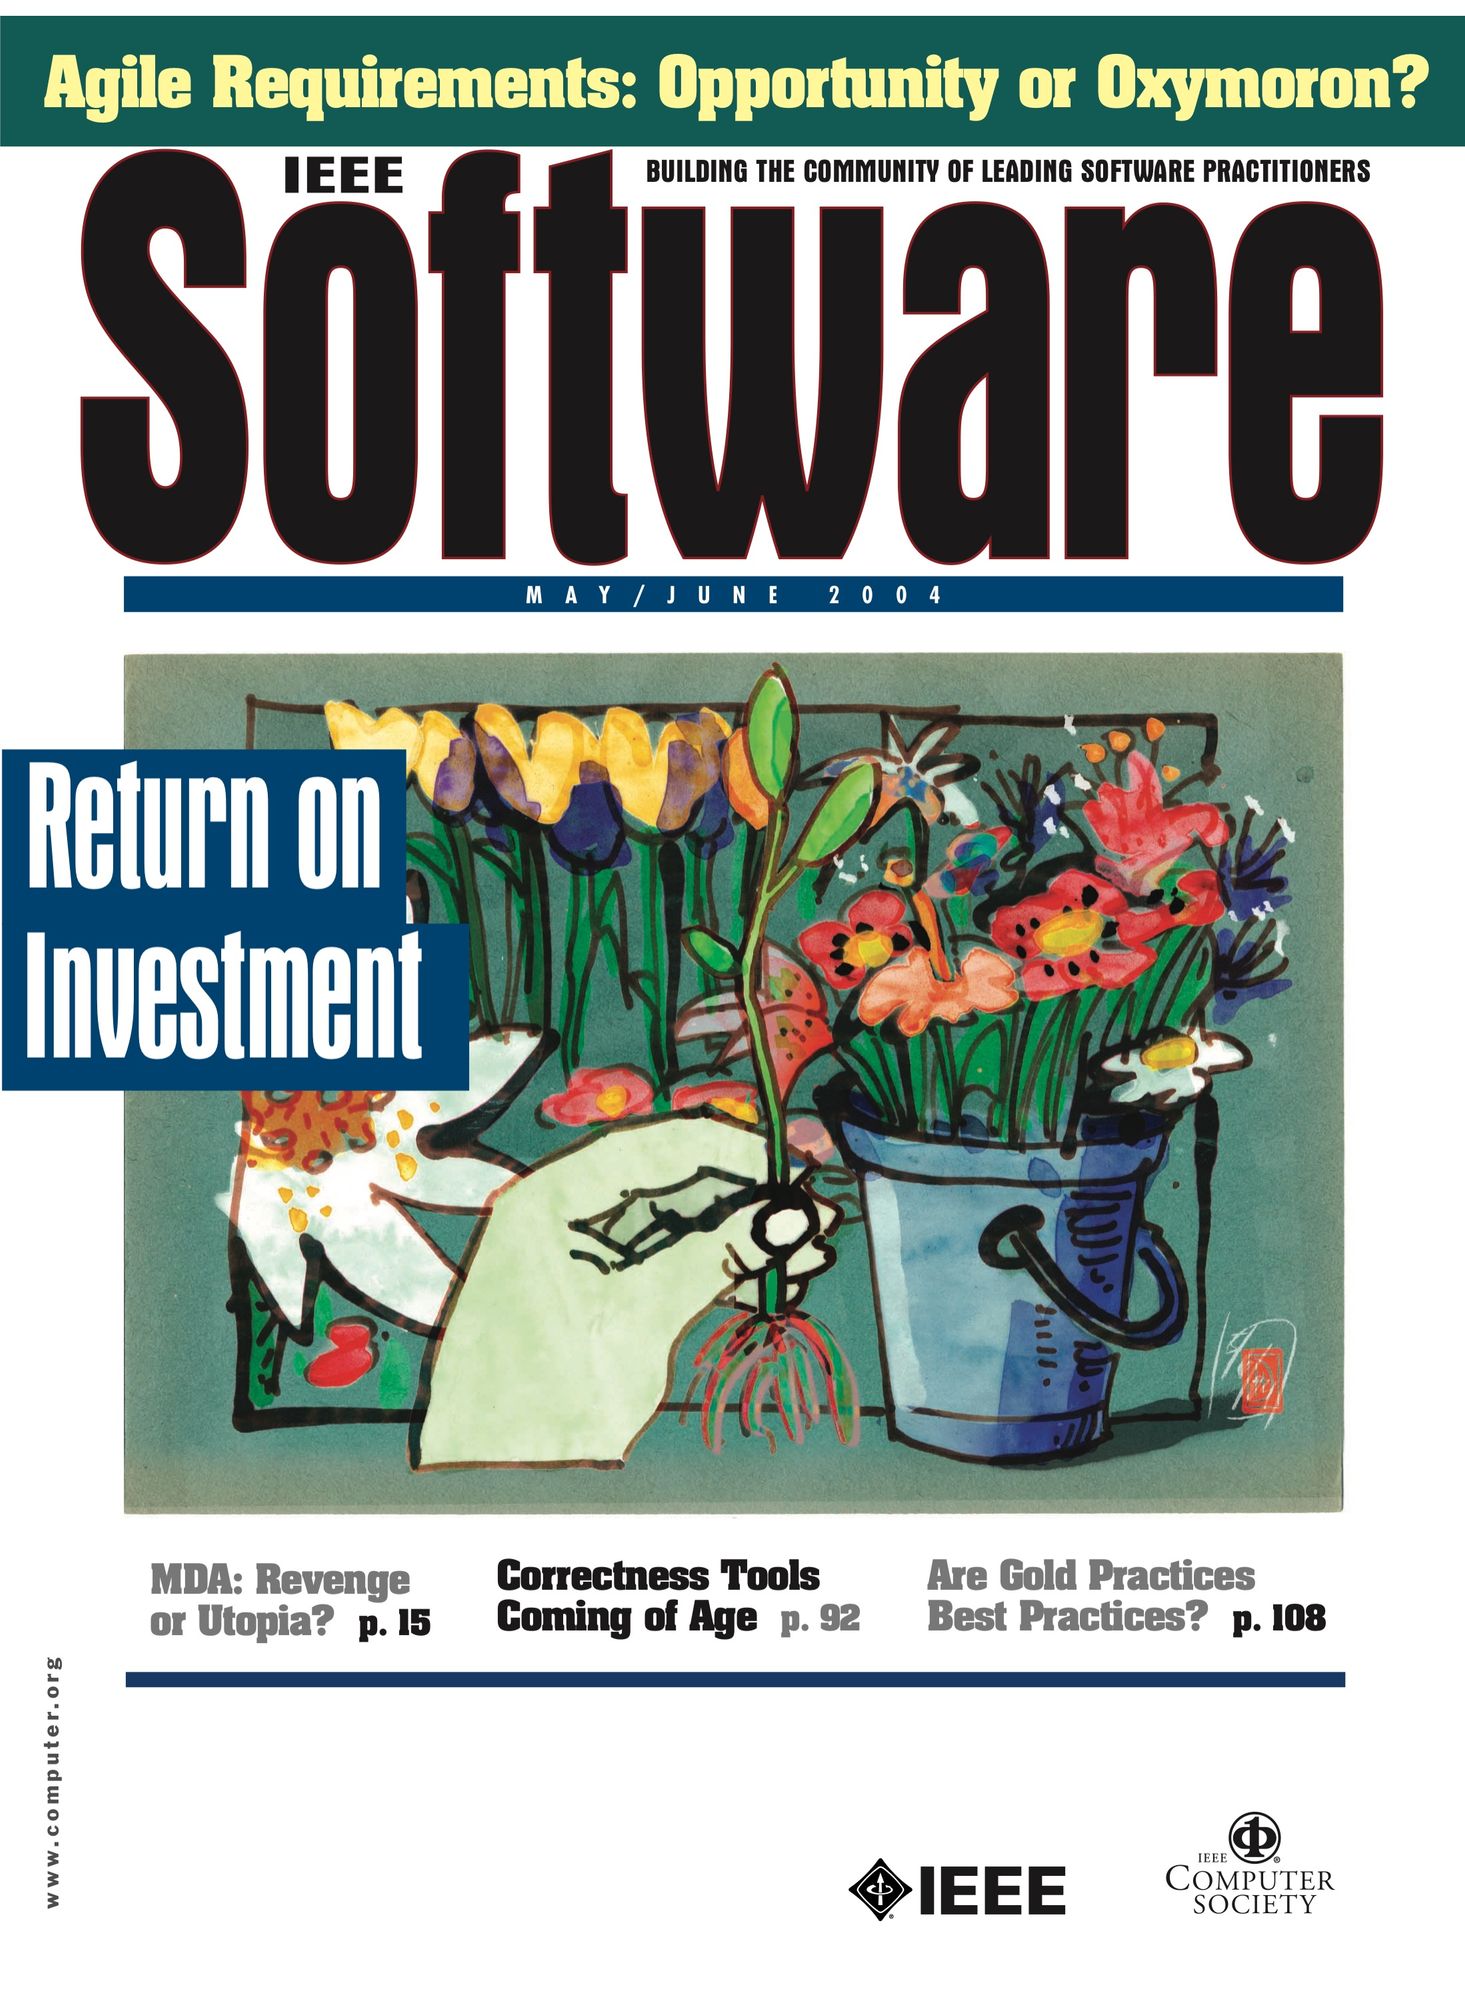 Agile Requirements: Opportunity or Oxymoron?
IEEE
BUILDING THE COMMUNITY OF LEADING SOFTWARE PRACTITIONERS
Software
MAY/JUNE 2004
Return on
Investment
MDA: Revenge
or Utopia? p. 15
Correctness Tools
Coming of Age p. 92
Are Gold Practices
Best Practices? p. 108
www.computer.org
IEEE
IEEE
COMPUTER
SOCIETY